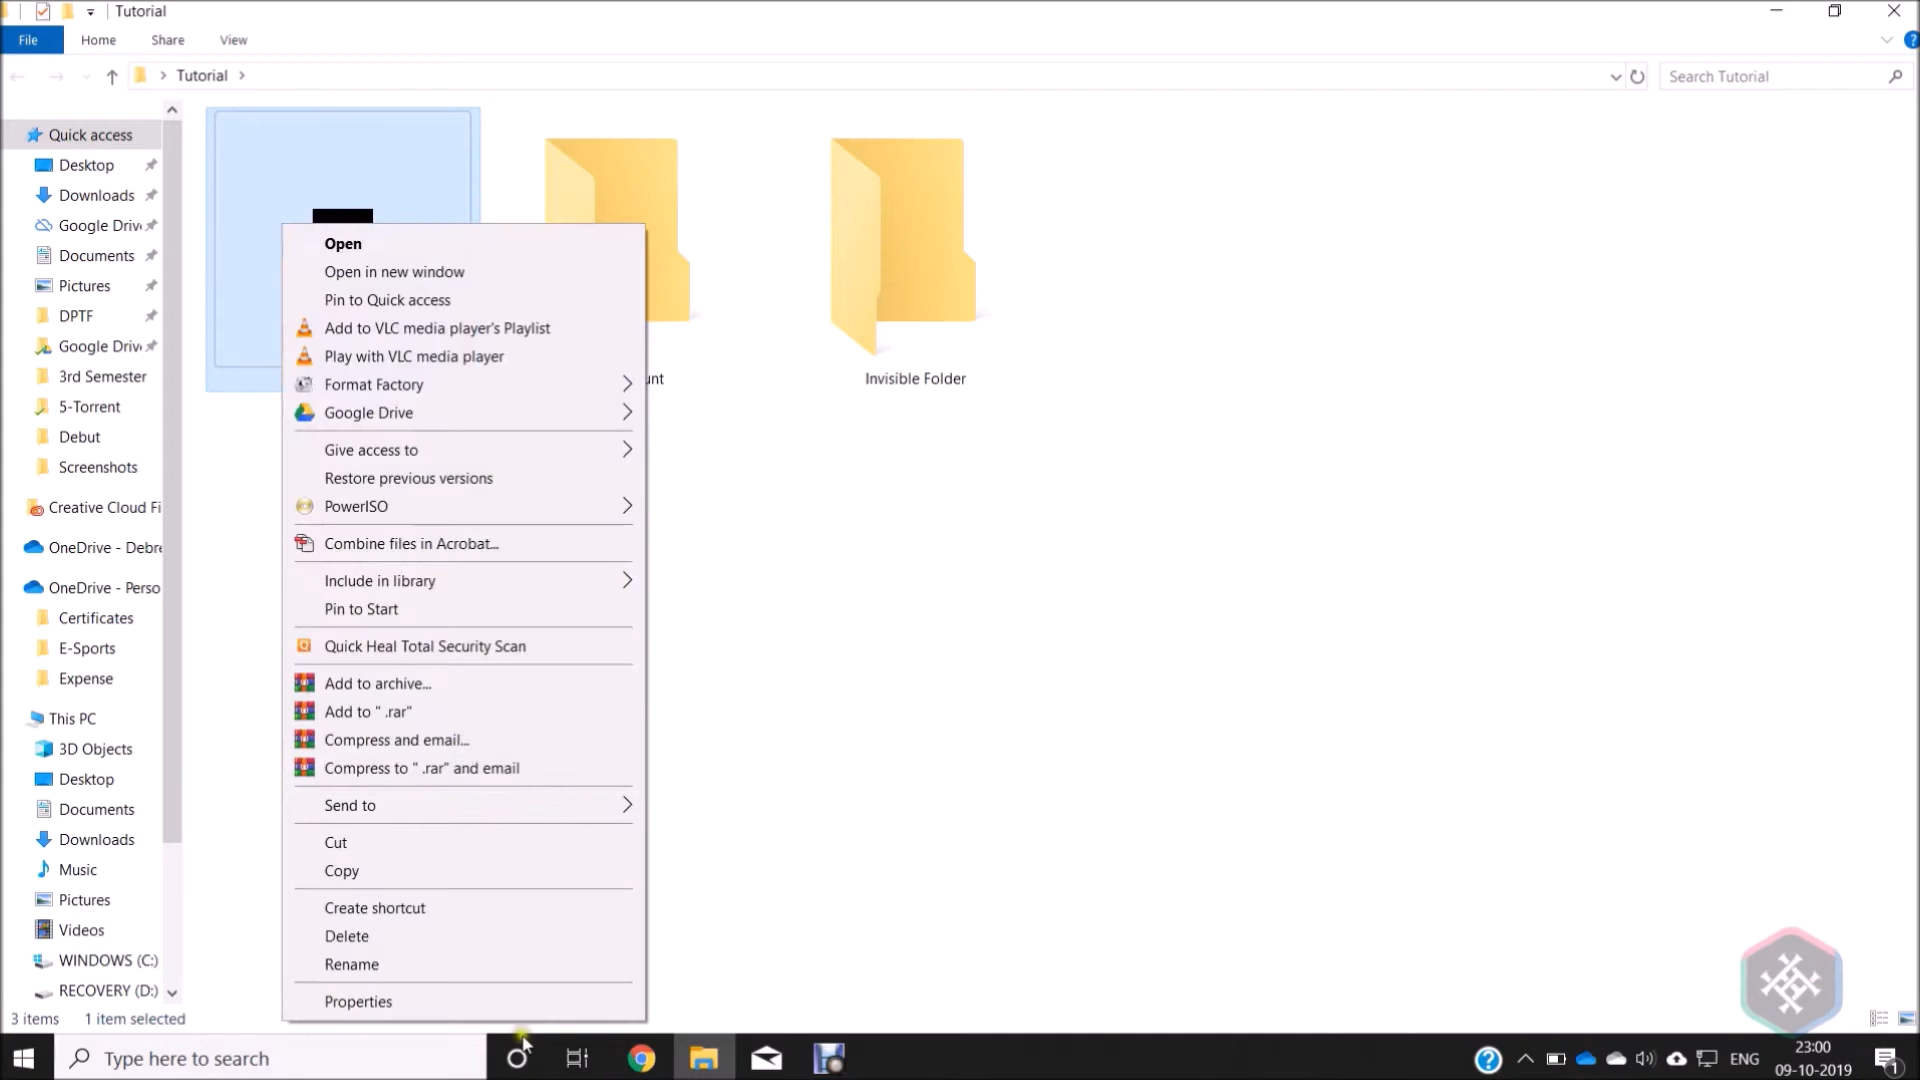 Tutorial
File
Home
Share
View
?
Tutorial
Search Tutorial
Quick access
Desktop
Downloads
Google Driv
Documents
Pictures
DPTF
Google Driv
3rd Semester
5-Torrent
Debut
Screenshots
Creative Cloud Fi
OneDrive - Debre
OneDrive - Perso
Certificates
E-Sports
Expense
This PC
3D Objects
Desktop
Documents
Downloads
Music
Pictures
Videos
WINDOWS (C:)
RECOVERY (D:)
unt
Invisible Folder
Open
Open in new window
Pin to Quick access
Add to VLC media player's Playlist
Play with VLC media player
Format Factory
Google Drive
Give access to
Restore previous versions
PowerISO
Combine files in Acrobat...
Include in library
Pin to Start
Quick Heal Total Security Scan
Add to archive...
Add to " .rar"
Compress and email...
Compress to " .rar" and email
Send to
Cut
Copy
Create shortcut
Delete
Rename
Properties
3 items 1 item selected
Type here to search
?
ENG
23:00
09-10-2019
1